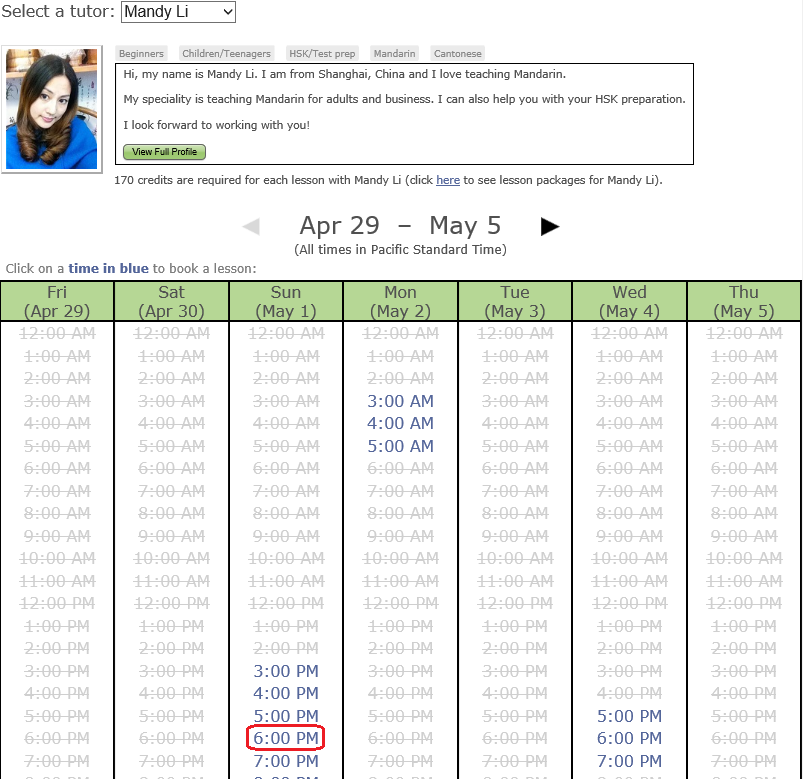 Select a tutor: Mandy Li
Beginners Children/Teenagers HSK/Test prep Mandarin Cantonese
Hi, my name is Mandy Li. I am from Shanghai, China and I love teaching Mandarin.
My speciality is teaching Mandarin for adults and business. I can also help you with your HSK preparation.
I look forward to working with you!
View Full Profile
170 credits are required for each lesson with Mandy Li (click here to see lesson packages for Mandy Li).
Apr 29 – May 5
(All times in Pacific Standard Time)
Click on a time in blue to book a lesson:
Fri Sat Sun Mon Tue Wed Thu
(Apr 29) (Apr 30) (May 1) (May 2) (May 3) (May 4) (May 5)
12:00 AM 12:00 AM 12:00 AM 12:00 AM 12:00 AM 12:00 AM 12:00 AM
1:00 AM 1:00 AM 1:00 AM 1:00 AM 1:00 AM 1:00 AM 1:00 AM
2:00 AM 2:00 AM 2:00 AM 2:00 AM 2:00 AM 2:00 AM 2:00 AM
3:00 AM 3:00 AM 3:00 AM 3:00 AM 3:00 AM 3:00 AM 3:00 AM
4:00 AM 4:00 AM 4:00 AM 4:00 AM 4:00 AM 4:00 AM 4:00 AM
5:00 AM 5:00 AM 5:00 AM 5:00 AM 5:00 AM 5:00 AM 5:00 AM
6:00 AM 6:00 AM 6:00 AM 6:00 AM 6:00 AM 6:00 AM 6:00 AM
7:00 AM 7:00 AM 7:00 AM 7:00 AM 7:00 AM 7:00 AM 7:00 AM
8:00 AM 8:00 AM 8:00 AM 8:00 AM 8:00 AM 8:00 AM 8:00 AM
9:00 AM 9:00 AM 9:00 AM 9:00 AM 9:00 AM 9:00 AM 9:00 AM
10:00 AM 10:00 AM 10:00 AM 10:00 AM 10:00 AM 10:00 AM 10:00 AM
11:00 AM 11:00 AM 11:00 AM 11:00 AM 11:00 AM 11:00 AM 11:00 AM
12:00 PM 12:00 PM 12:00 PM 12:00 PM 12:00 PM 12:00 PM 12:00 PM
1:00 PM 1:00 PM 1:00 PM 1:00 PM 1:00 PM 1:00 PM 1:00 PM
2:00 PM 2:00 PM 2:00 PM 2:00 PM 2:00 PM 2:00 PM 2:00 PM
3:00 PM 3:00 PM 3:00 PM 3:00 PM 3:00 PM 3:00 PM 3:00 PM
4:00 PM 4:00 PM 4:00 PM 4:00 PM 4:00 PM 4:00 PM 4:00 PM
5:00 PM 5:00 PM 5:00 PM 5:00 PM 5:00 PM 5:00 PM 5:00 PM
6:00 PM 6:00 PM 6:00 PM 6:00 PM 6:00 PM 6:00 PM 6:00 PM
7:00 PM 7:00 PM 7:00 PM 7:00 PM 7:00 PM 7:00 PM 7:00 PM